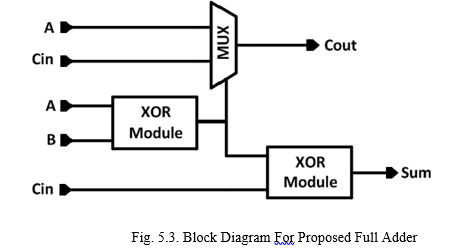 A
Cin
MUX
Cout
A
B
XOR
Module
XOR
Module
Sum
Cin
Fig. 5.3. Block Diagram For Proposed Full Adder